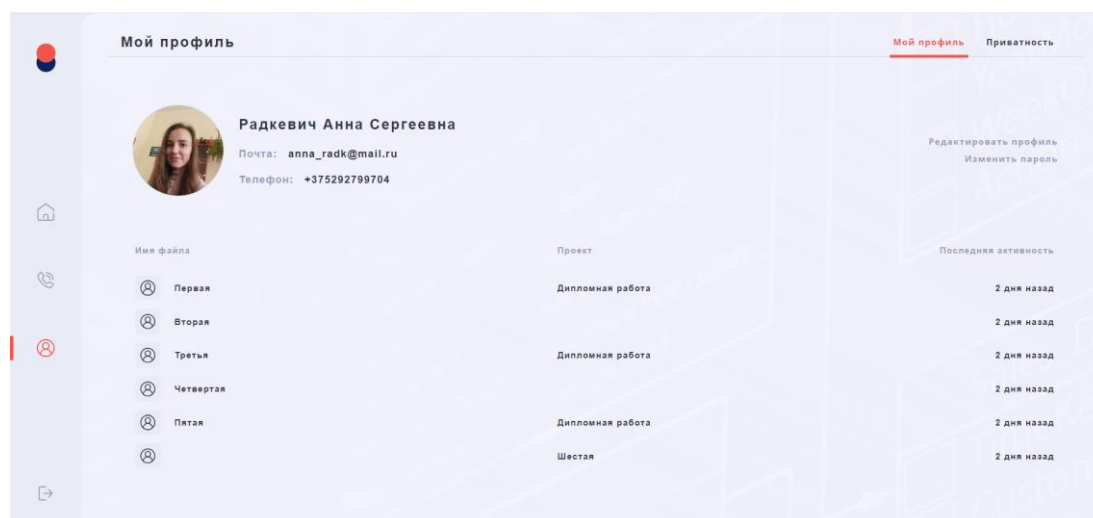 Мой профиль
Мой профиль Приватность
Радкевич Анна Сергеевна
Почта: anna_radk@mail.ru
Телефон: +375292799704
Редактировать профиль
Изменить пароль
Имя файла Проект Последняя активность
Первая Дипломная работа 2 дня назад
Вторая 2 дня назад
Третья Дипломная работа 2 дня назад
Четвертая 2 дня назад
Пятая Дипломная работа 2 дня назад
Шестая 2 дня назад